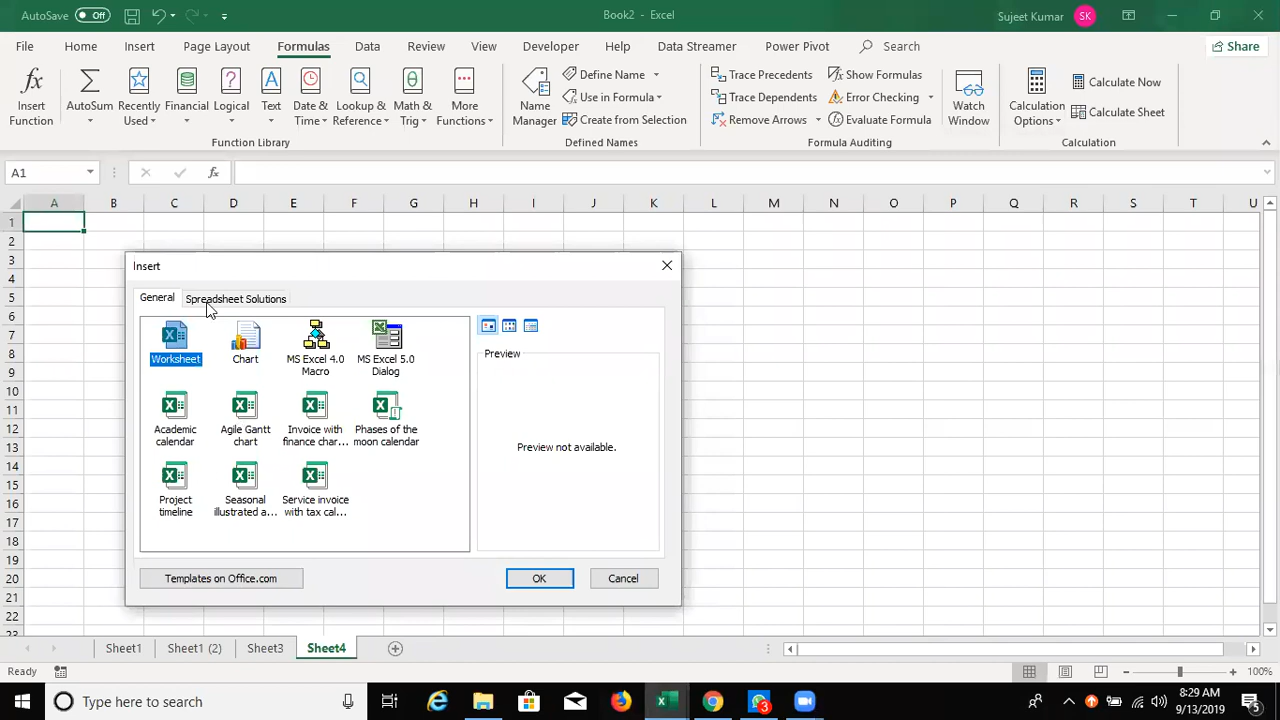 AutoSave Off
Book2 - Excel
Sujeet Kumar SK
File Home Insert Page Layout Formulas Data Review View Developer Help Data Streamer Power Pivot Search Share
Insert Function
AutoSum
Recently Used
Financial
Logical
Text
Date & Time
Lookup & Reference
Math & Trig
More Functions
Function Library
Name Manager
Define Name
Use in Formula
Create from Selection
Defined Names
Trace Precedents
Trace Dependents
Remove Arrows
Show Formulas
Error Checking
Evaluate Formula
Formula Auditing
Watch Window
Calculation Options
Calculate Now
Calculate Sheet
Calculation
A1
fx
A B C D E F G H I J K L M N O P Q R S T U
1
2
3
4
5
6
7
8
9
10
11
12
13
14
15
16
17
18
19
20
21
22
23
Insert
General Spreadsheet Solutions
Worksheet
Chart
MS Excel 4.0 Macro
MS Excel 5.0 Dialog
Academic calendar
Agile Gantt chart
Invoice with finance char...
Phases of the moon calendar
Project timeline
Seasonal illustrated a...
Service invoice with tax cal...
Preview
Preview not available.
Templates on Office.com
OK
Cancel
Sheet1 Sheet1 (2) Sheet3 Sheet4
Ready
100%
Type here to search
3
8:29 AM
9/13/2019
5